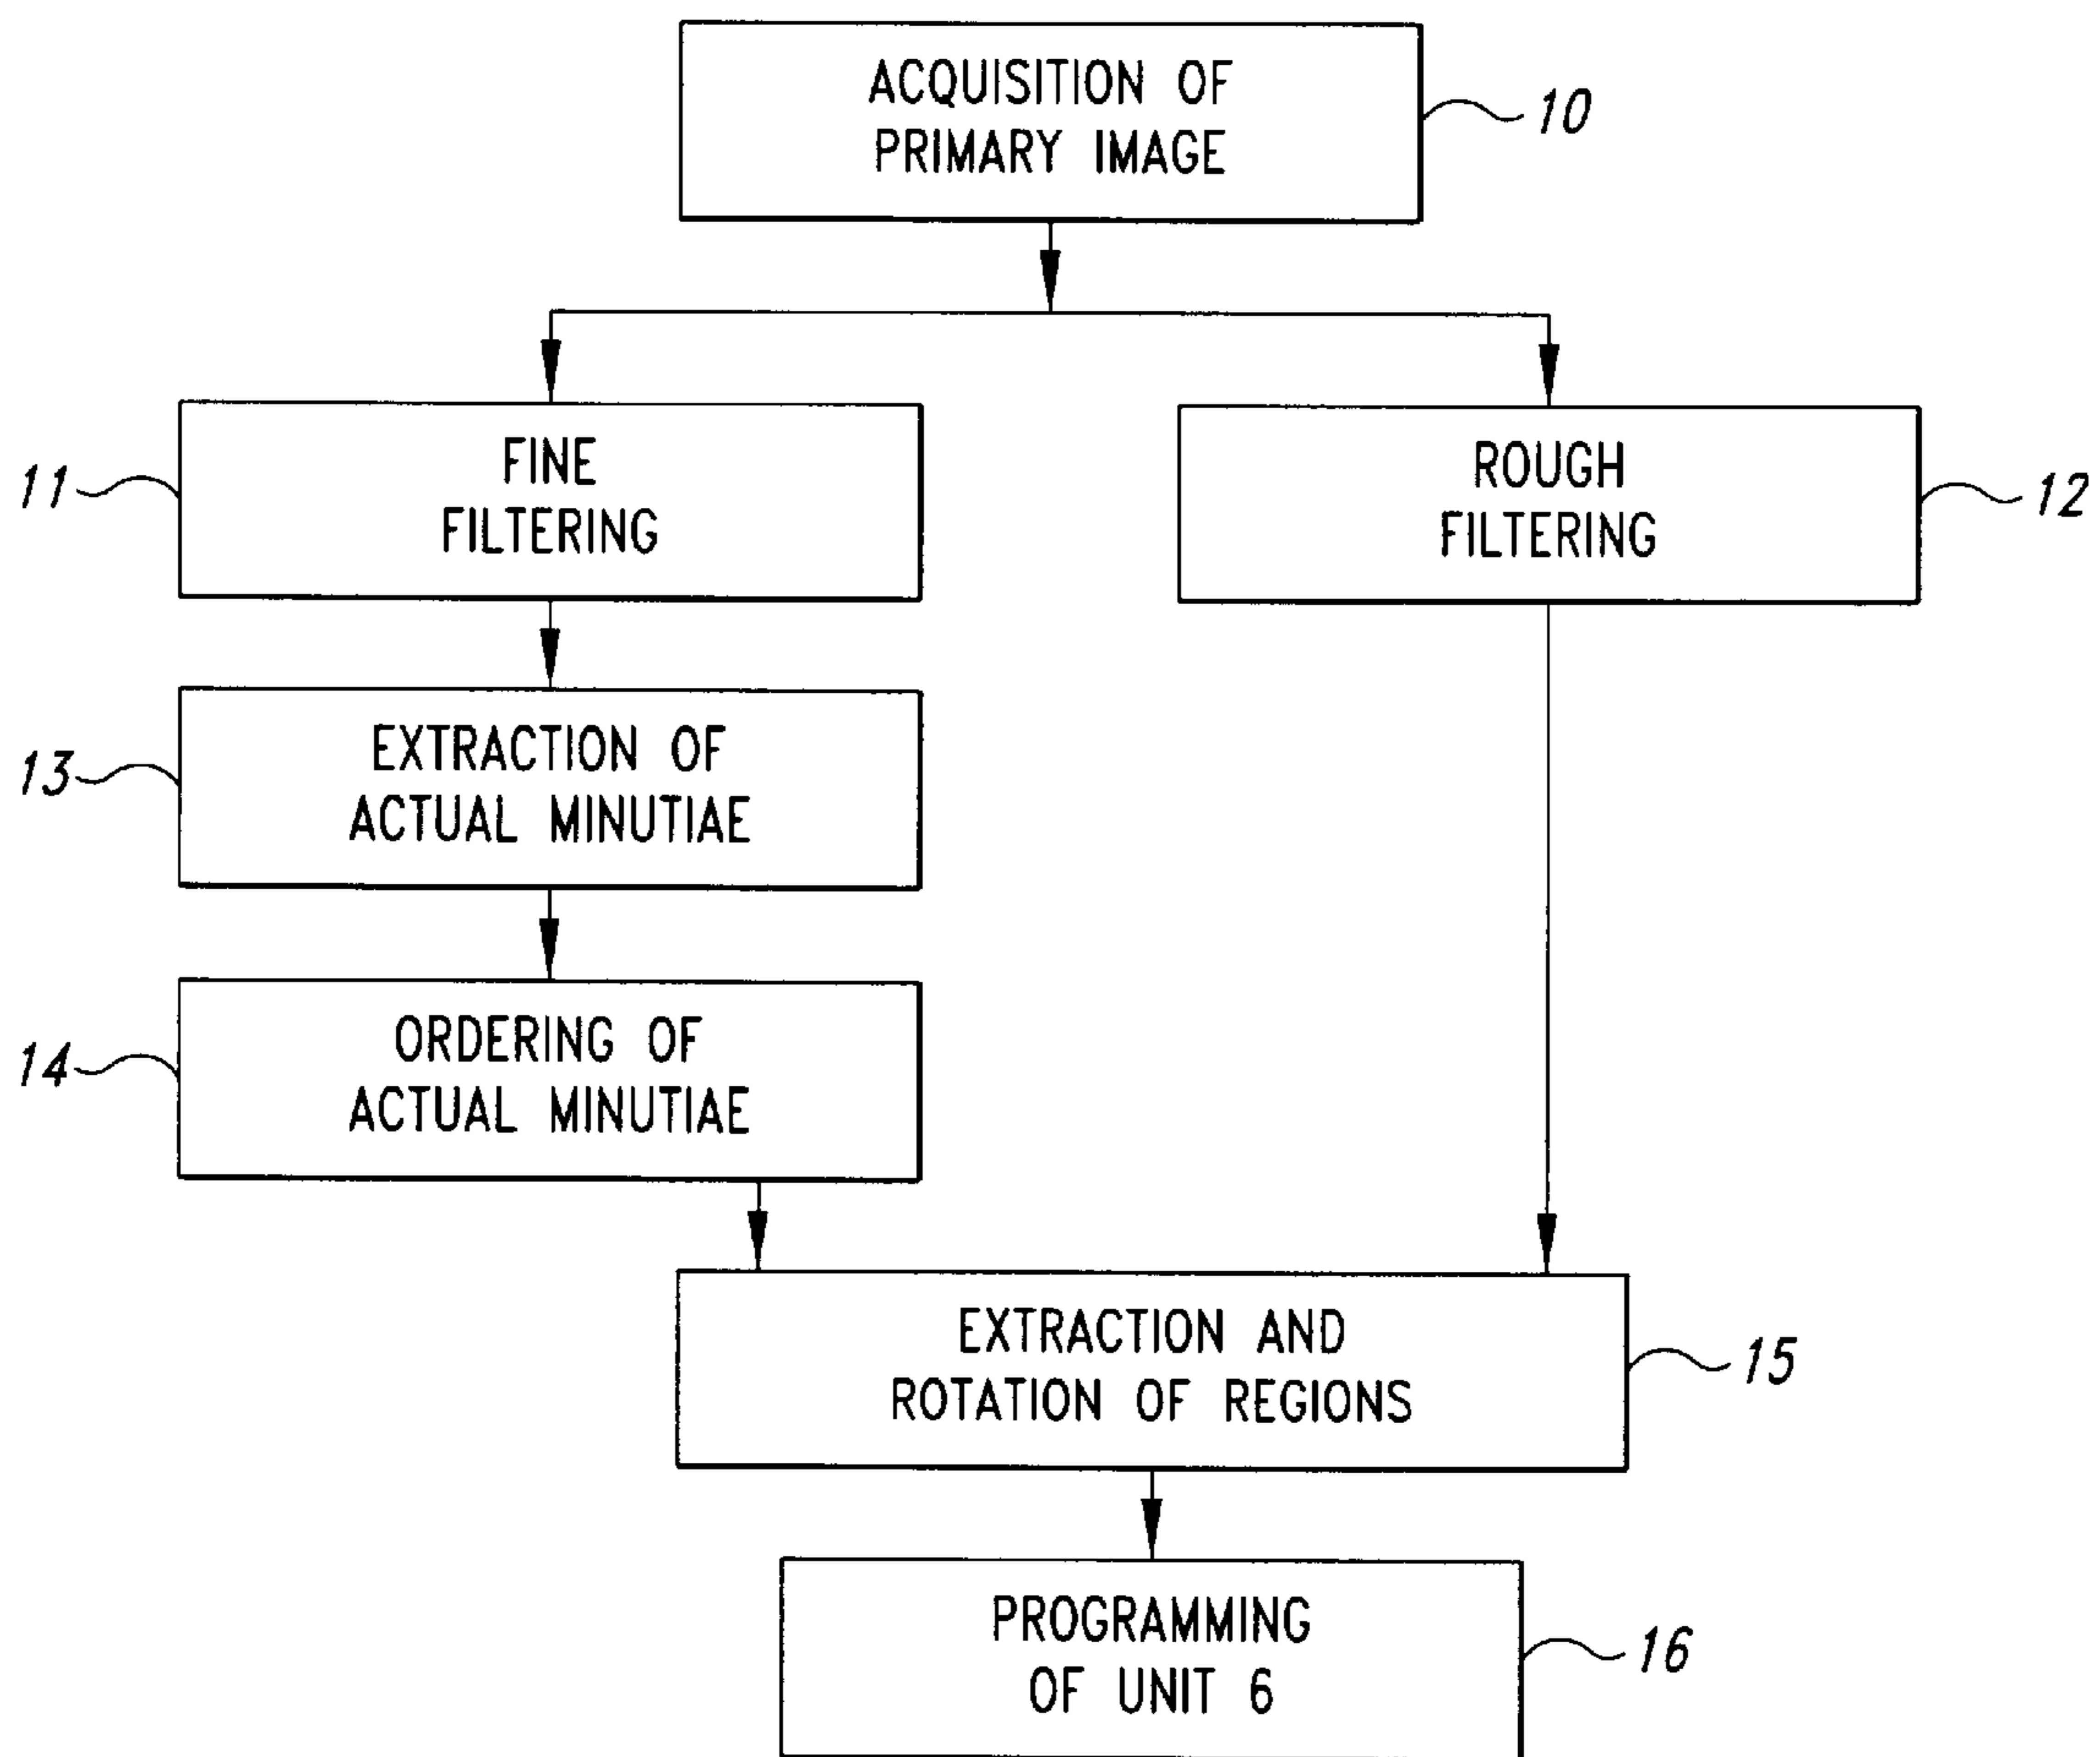 ACQUISITION OF
PRIMARY IMAGE
10
FINE
FILTERING
11
ROUGH
FILTERING
12
EXTRACTION OF
ACTUAL MINUTIAE
13
ORDERING OF
ACTUAL MINUTIAE
14
EXTRACTION AND
ROTATION OF REGIONS
15
PROGRAMMING
OF UNIT 6
16